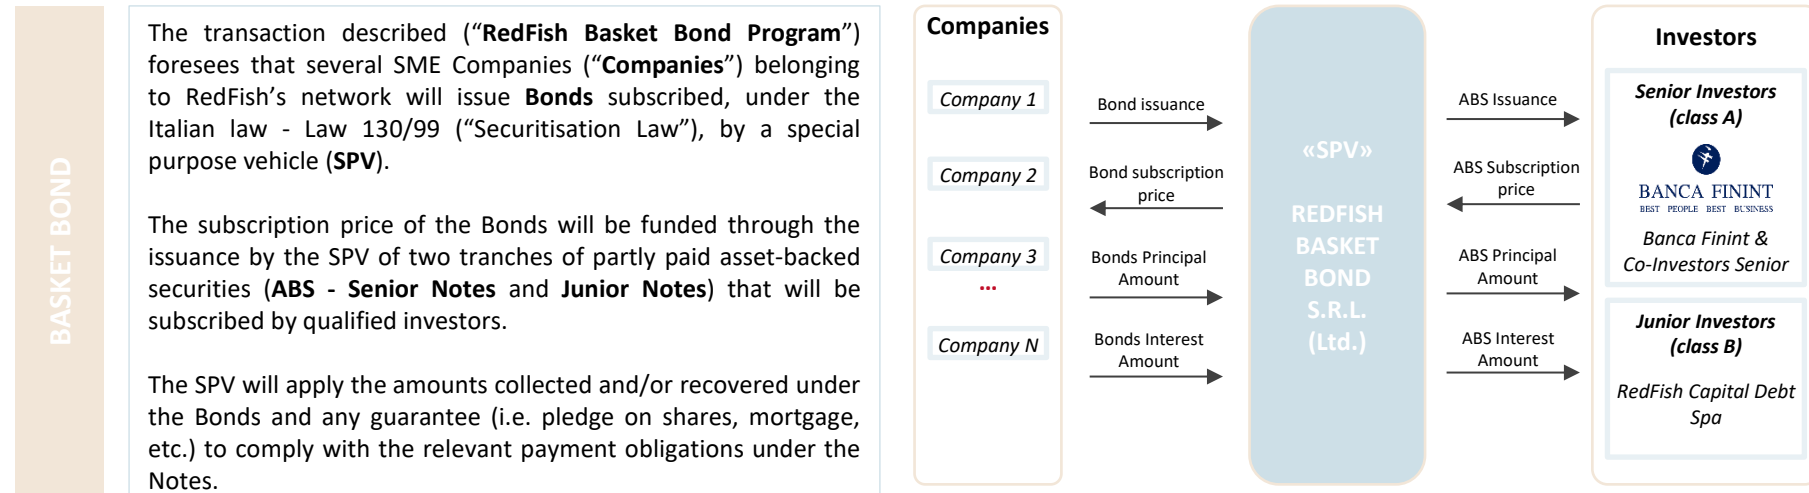 BASKET BOND
The transaction described (“RedFish Basket Bond Program”)
foresees that several SME Companies (“Companies”) belonging
to RedFish’s network will issue Bonds subscribed, under the
Italian law - Law 130/99 (“Securitisation Law”), by a special
purpose vehicle (SPV).
The subscription price of the Bonds will be funded through the
issuance by the SPV of two tranches of partly paid asset-backed
securities (ABS - Senior Notes and Junior Notes) that will be
subscribed by qualified investors.
The SPV will apply the amounts collected and/or recovered under
the Bonds and any guarantee (i.e. pledge on shares, mortgage,
etc.) to comply with the relevant payment obligations under the
Notes.
Companies
Company 1
Company 2
Company 3
...
Company N
Bond issuance
Bond subscription
price
Bonds Principal
Amount
Bonds Interest
Amount
«SPV»
REDFISH
BASKET
BOND
S.R.L.
(Ltd.)
ABS Issuance
ABS Subscription
price
ABS Principal
Amount
ABS Interest
Amount
Investors
Senior Investors
(class A)
BANCA FININT
BEST PEOPLE BEST BUSINESS
Banca Finint &
Co-Investors Senior
Junior Investors
(class B)
RedFish Capital Debt
Spa